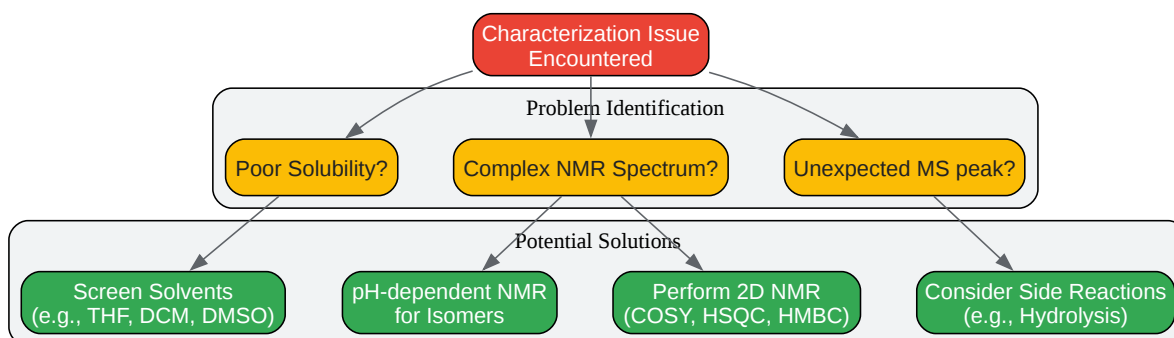 Characterization Issue
Encountered
Problem Identification
Poor Solubility?
Complex NMR Spectrum?
Unexpected MS peak?
Potential Solutions
Screen Solvents
(e.g., THF, DCM, DMSO)
pH-dependent NMR
for Isomers
Perform 2D NMR
(COSY, HSQC, HMBC)
Consider Side Reactions
(e.g., Hydrolysis)